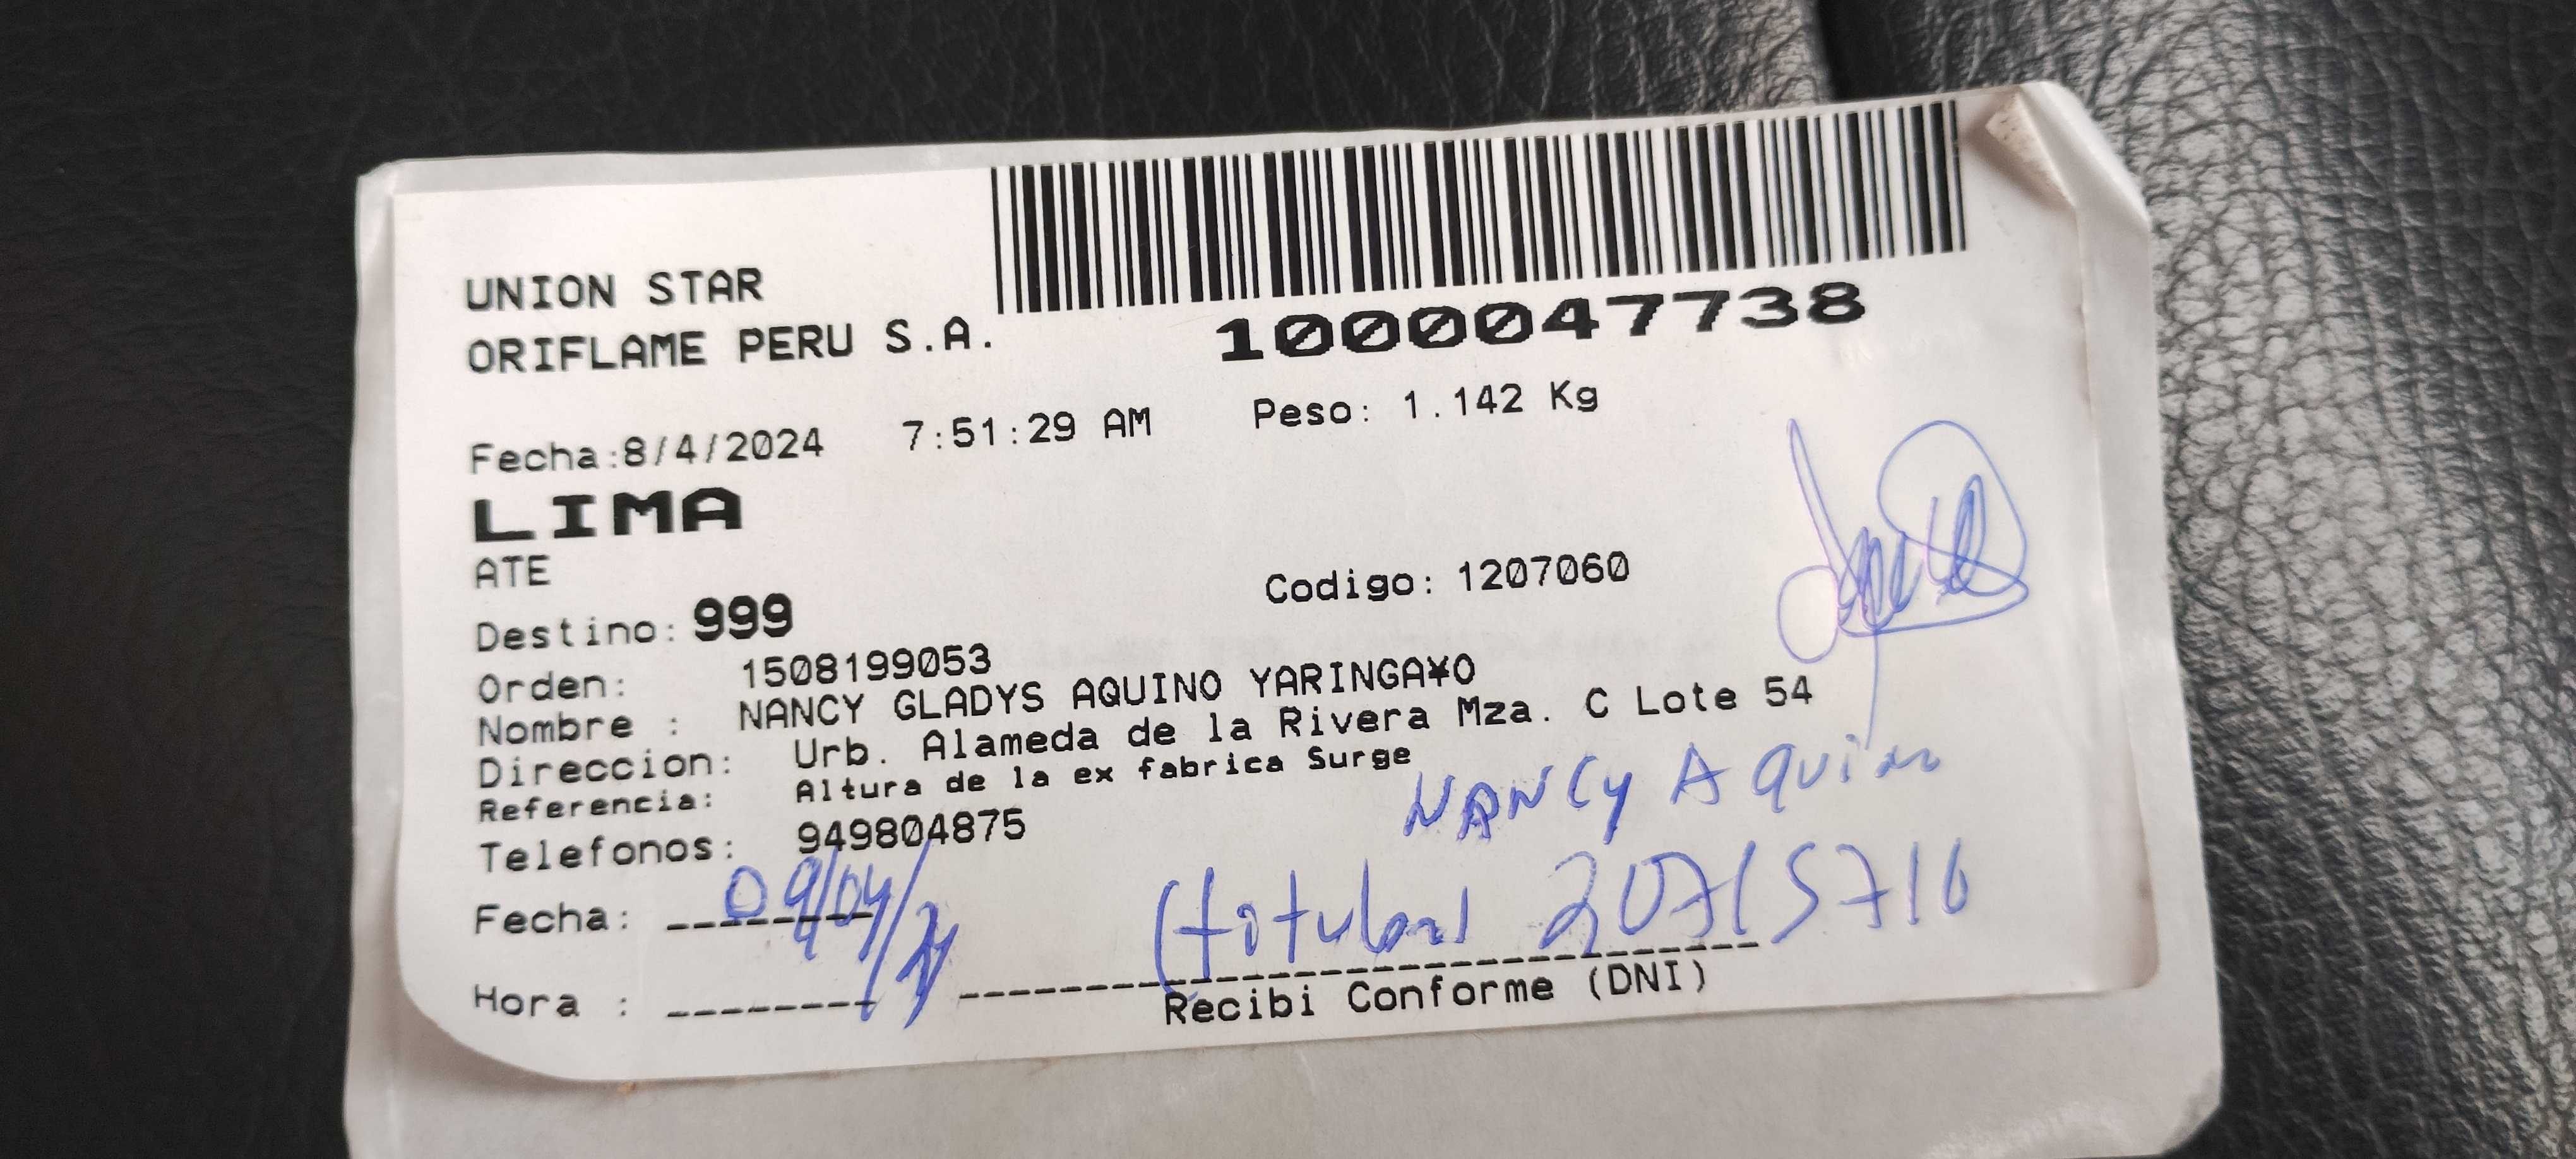 UNION STAR
ORIFLAME PERU S.A.
1000047738
Fecha:8/4/2024 7:51:29 AM Peso: 1.142 Kg
LIMA
ATE
Destino: 999 Codigo: 1207060
Orden: 1508199053
Nombre : NANCY GLADYS AQUINO YARINGA¥O
Direccion: Urb. Alameda de la Rivera Mza. C Lote 54
Referencia: Altura de la ex fabrica Surge
Telefonos: 949804875
NANCY Aquino
Fecha: 09/04/
(titular) 20715716
Hora :
Recibi Conforme (DNI)